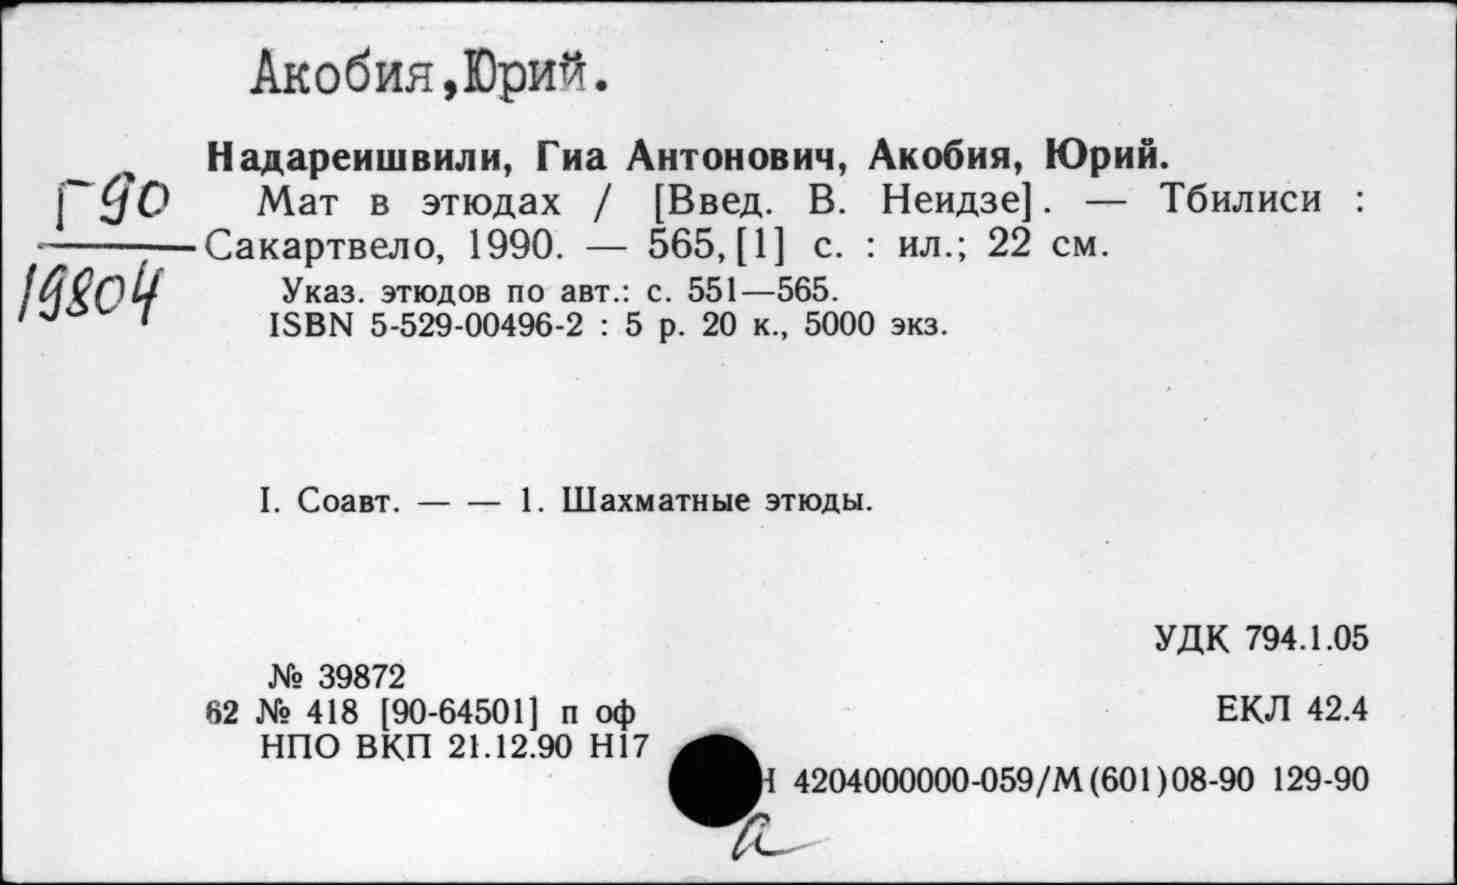 Акобия,Юрий.
Надареишвили, Гиа Антонович, Акобия, Юрий.
Г90
Мат в этюдах / [Введ. В. Неидзе]. — Тбилиси :
Сакартвело, 1990. — 565, [1] с. : ил.; 22 см.
19804
Указ. этюдов по авт.: с. 551—565.
ISBN 5-529-00496-2 : 5 р. 20 к., 5000 экз.
I. Соавт. — — 1. Шахматные этюды.
УДК 794.1.05
№ 39872
62 № 418 [90-64501] п оф
ЕКЛ 42.4
НПО ВКП 21.12.90 Н17
4204000000-059/М(601)08-90 129-90